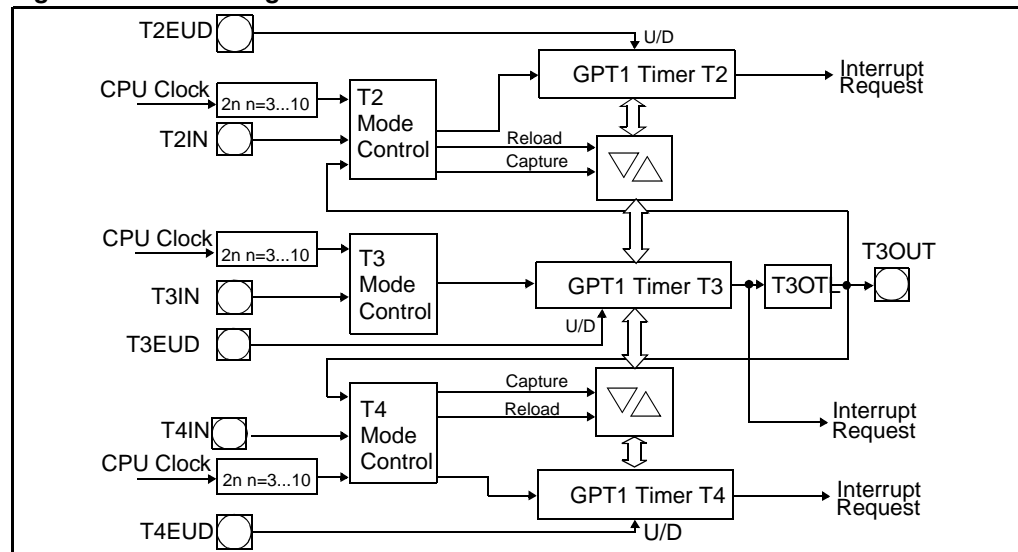 T2EUD
U/D
GPT1 Timer T2
Interrupt
Request
CPU Clock
2n n=3...10
T2
Mode
Control
T2IN
Reload
Capture
CPU Clock
2n n=3...10
T3
Mode
Control
T3IN
GPT1 Timer T3
T3OTL
T3OUT
T3EUD
U/D
Capture
Reload
T4
Mode
Control
T4IN
Interrupt
Request
CPU Clock
2n n=3...10
GPT1 Timer T4
Interrupt
Request
T4EUD
U/D